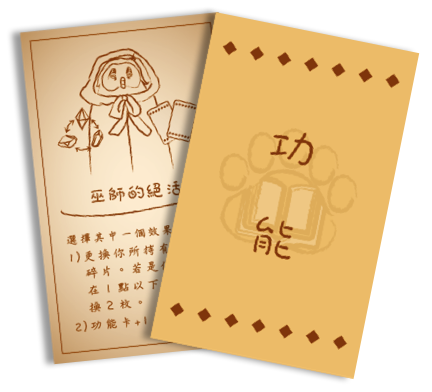 巫師的絕活
選擇其中一個效果
1)更換你所持有
碎片。若是
在1點以下
換2枚。
2)功能卡+1
功
能